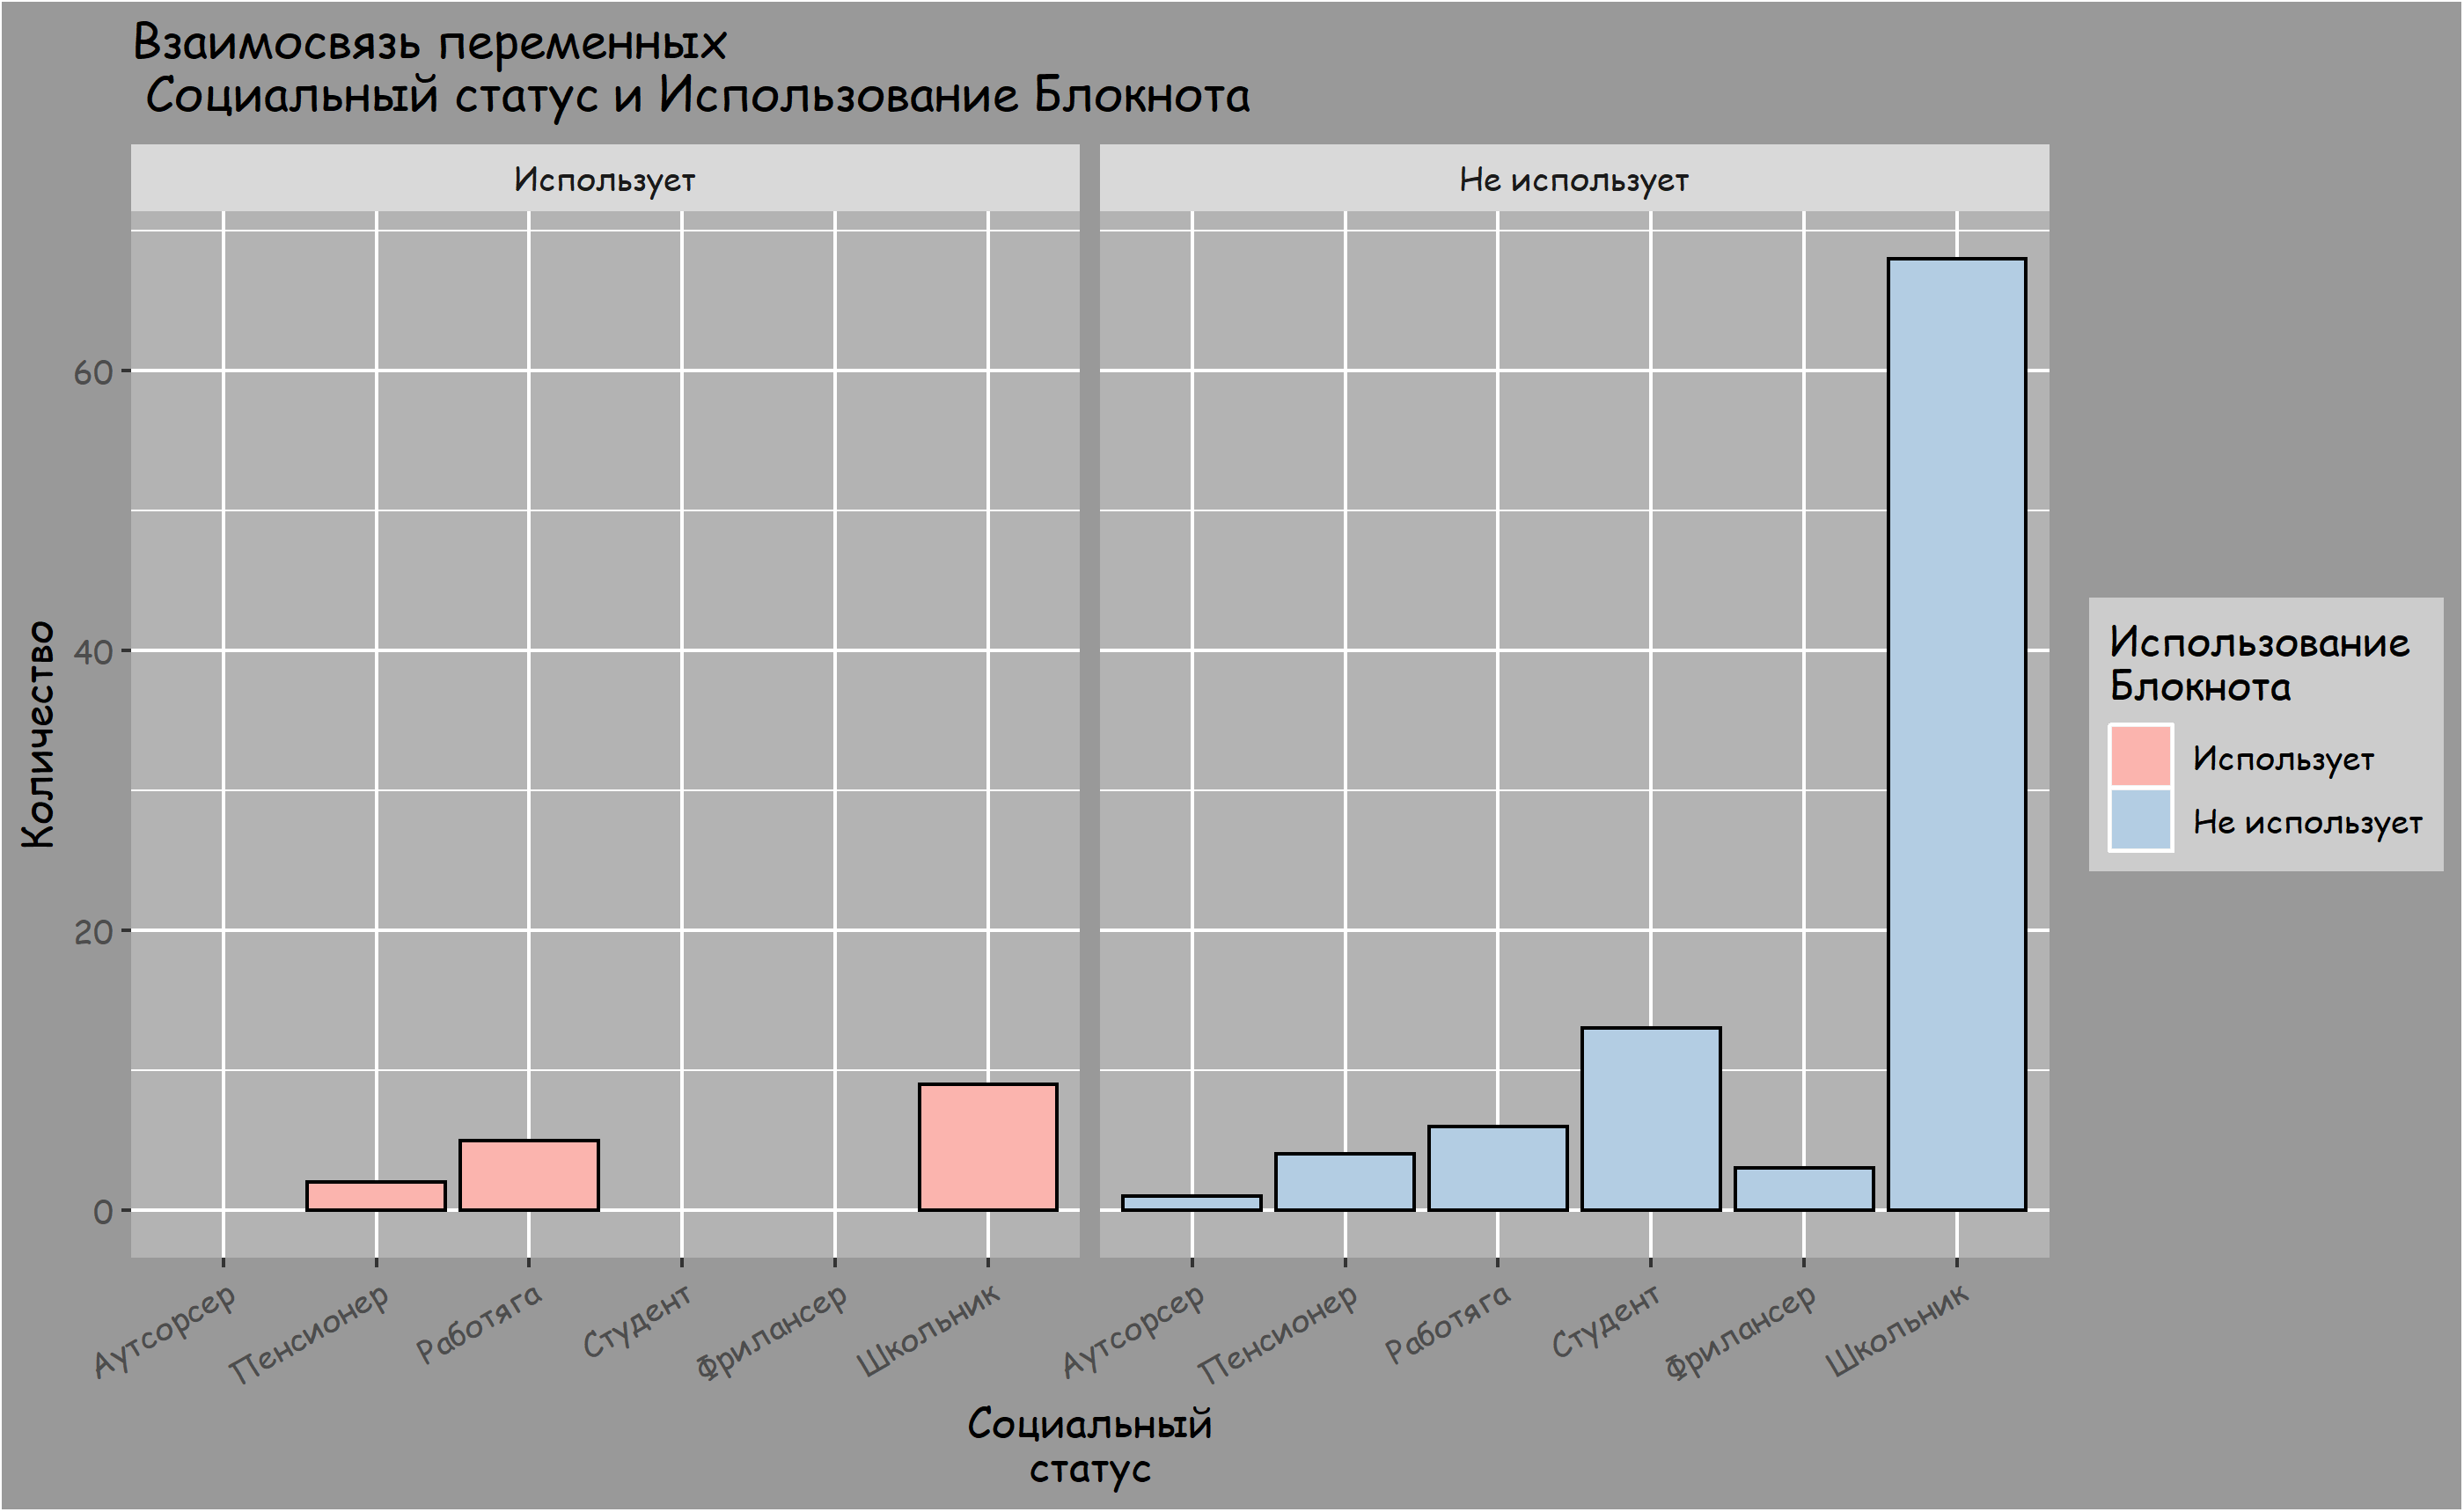 Взаимосвязь переменных
Социальный статус и Использование Блокнота
Использует
Не использует
60
40
20
0
Количество
Аутсорсер
Пенсионер
Работяга
Студент
Фрилансер
Школьник
Аутсорсер
Пенсионер
Работяга
Студент
Фрилансер
Школьник
Социальный
статус
Использование
Блокнота
Использует
Не использует